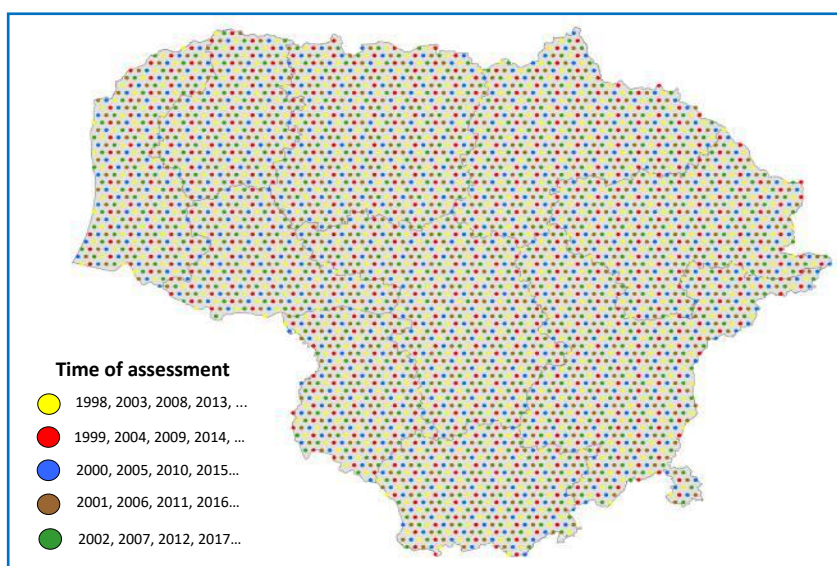 Time of assessment
1998, 2003, 2008, 2013, ...
1999, 2004, 2009, 2014, ...
2000, 2005, 2010, 2015...
2001, 2006, 2011, 2016...
2002, 2007, 2012, 2017...